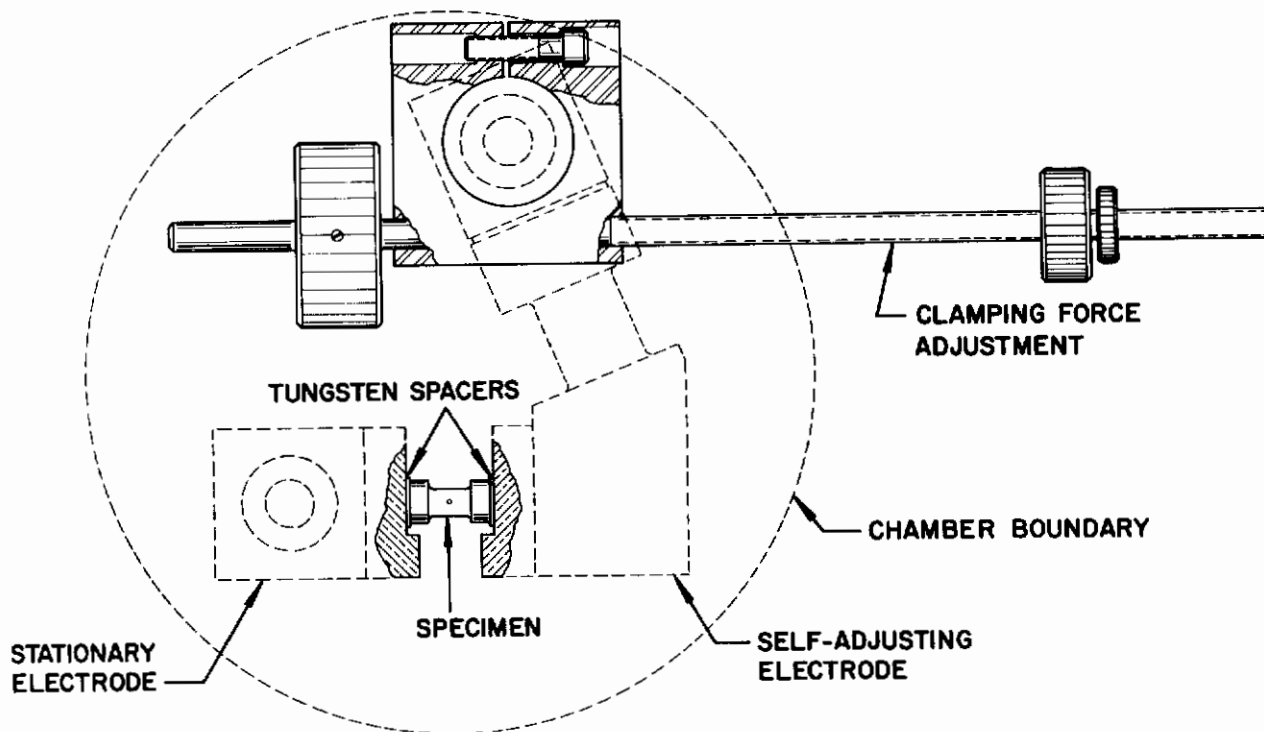 CLAMPING FORCE
ADJUSTMENT
TUNGSTEN SPACERS
CHAMBER BOUNDARY
SPECIMEN
SELF-ADJUSTING
ELECTRODE
STATIONARY
ELECTRODE